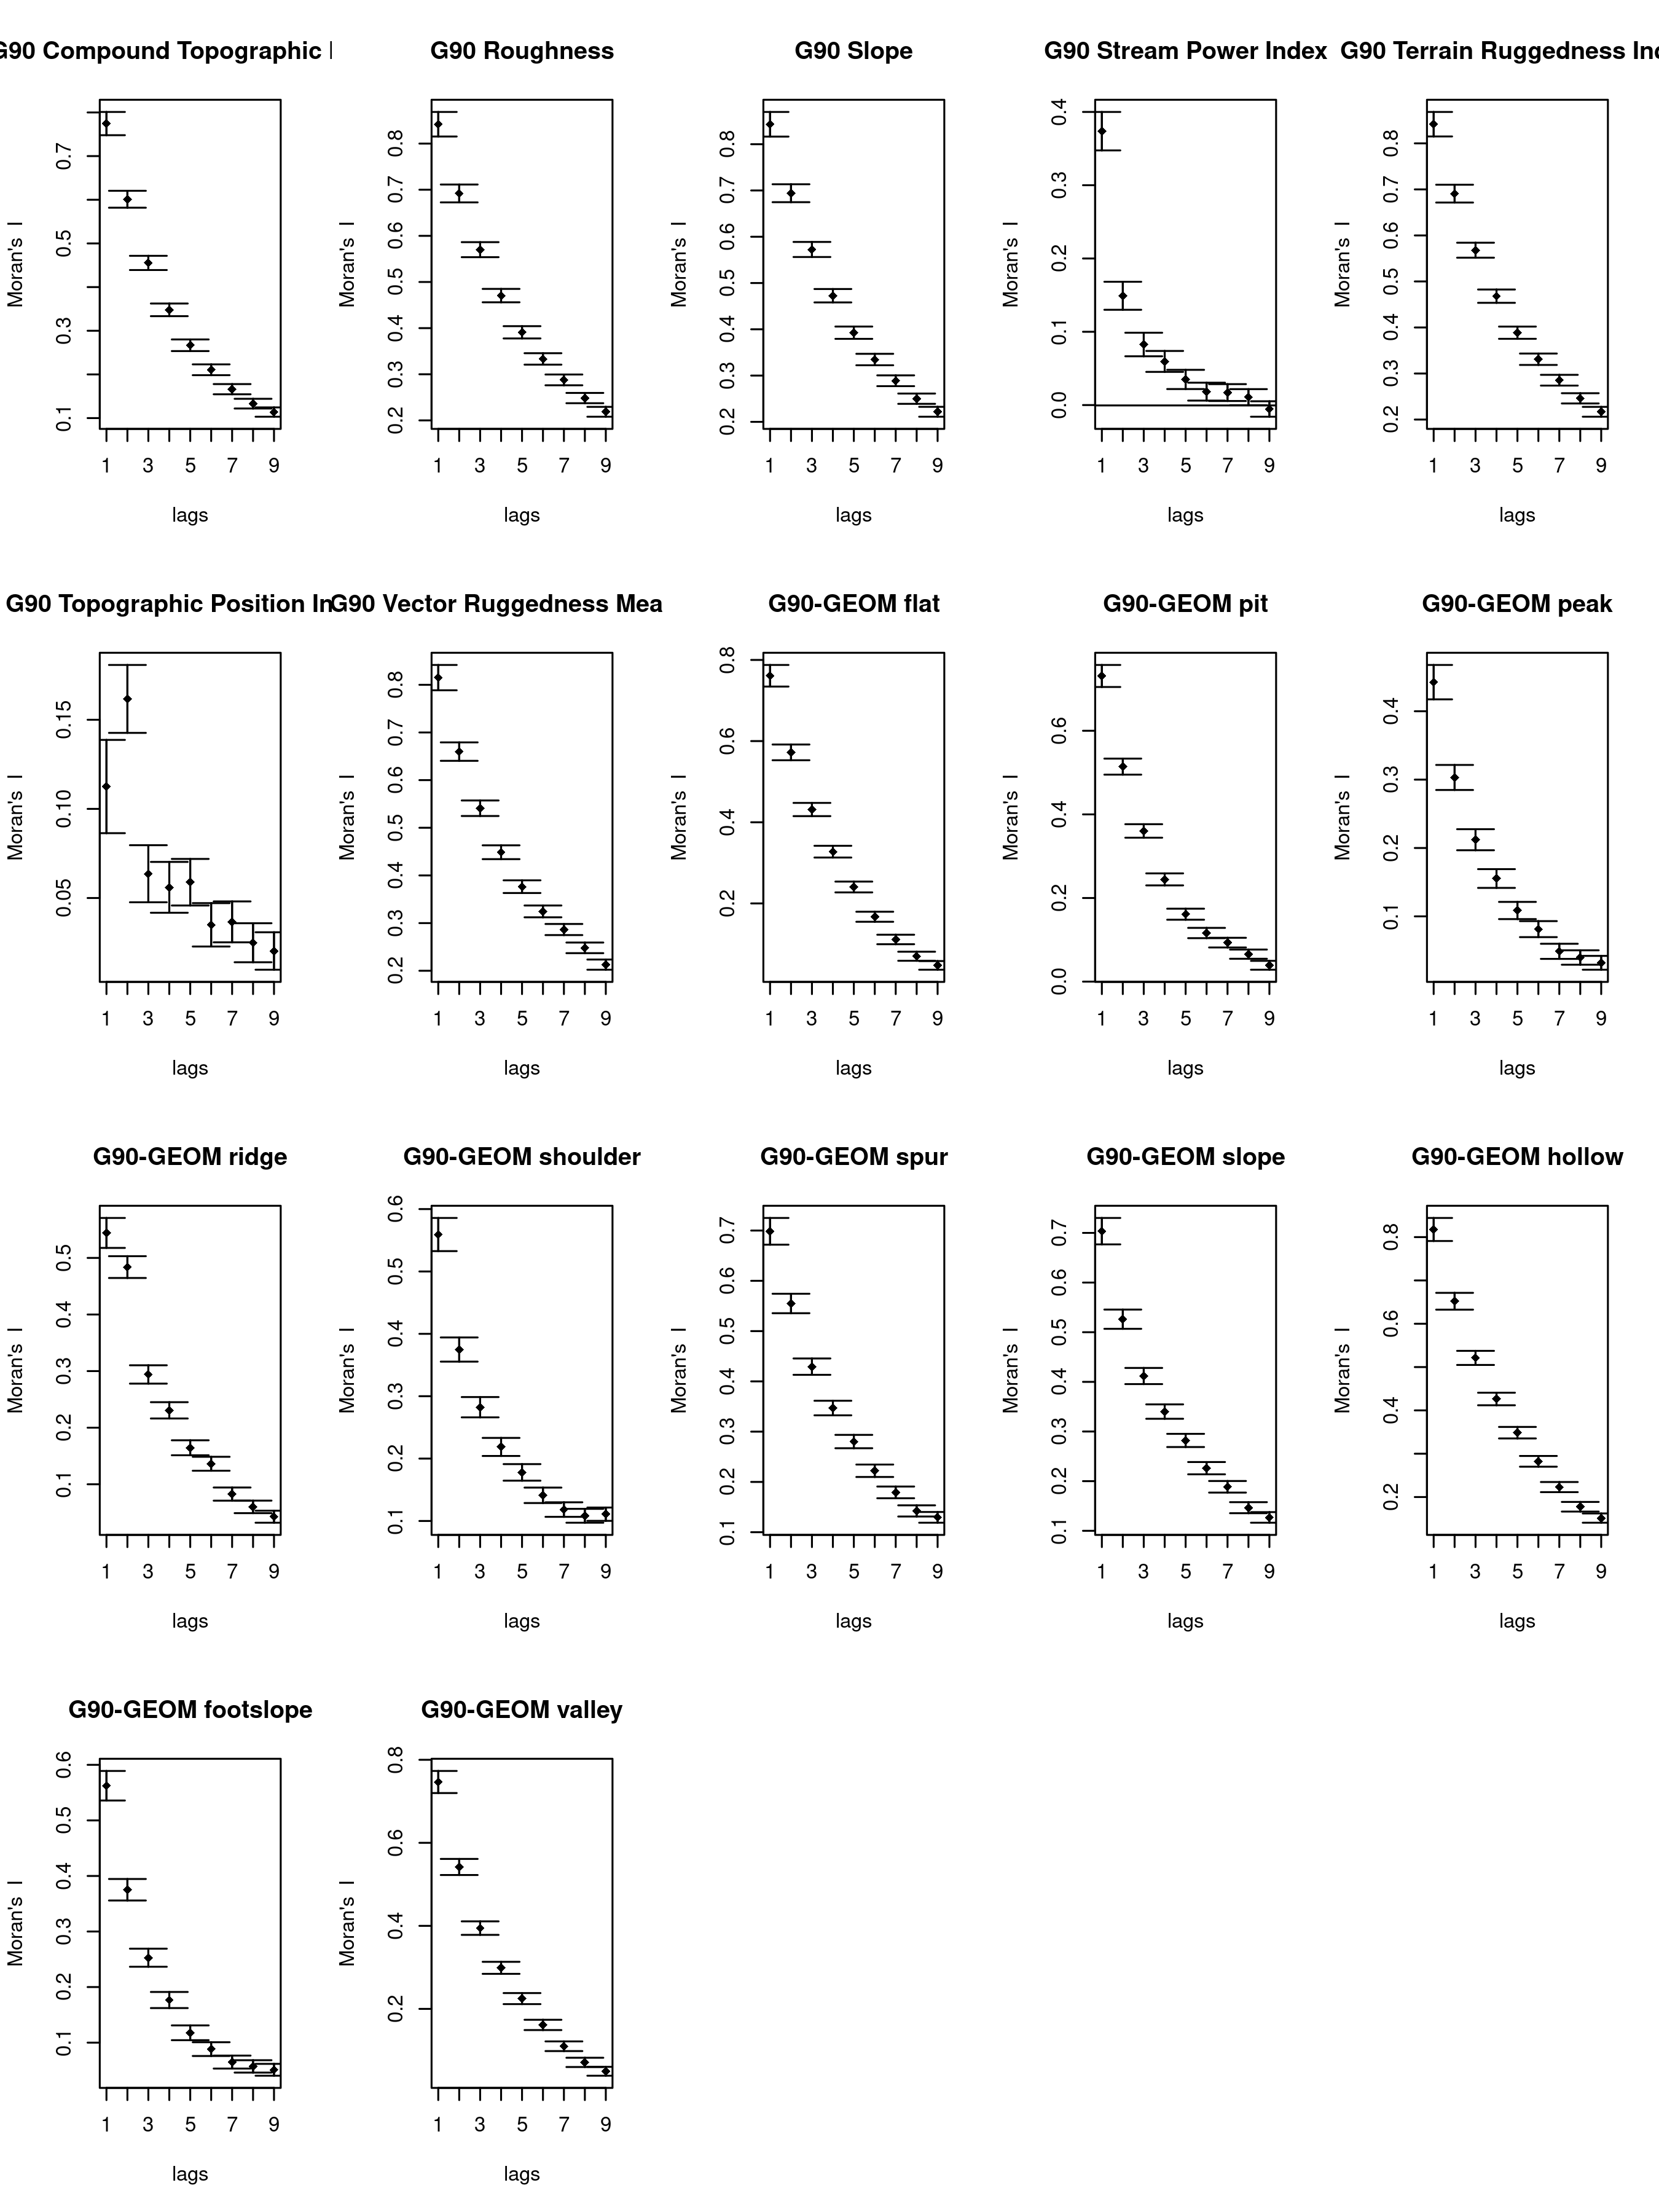 G90 Compound Topographic I
G90 Roughness
G90 Slope
G90 Stream Power Index
G90 Terrain Ruggedness Inc
Moran's I
0.1 0.3 0.5 0.7
1 3 5 7 9
lags
Moran's I
0.2 0.3 0.4 0.5 0.6 0.7 0.8
1 3 5 7 9
lags
Moran's I
0.2 0.3 0.4 0.5 0.6 0.7 0.8
1 3 5 7 9
lags
Moran's I
0.0 0.1 0.2 0.3 0.4
1 3 5 7 9
lags
Moran's I
0.2 0.3 0.4 0.5 0.6 0.7 0.8
1 3 5 7 9
lags
G90 Topographic Position In
G90 Vector Ruggedness Mea
G90-GEOM flat
G90-GEOM pit
G90-GEOM peak
Moran's I
0.05 0.10 0.15
1 3 5 7 9
lags
Moran's I
0.2 0.3 0.4 0.5 0.6 0.7 0.8
1 3 5 7 9
lags
Moran's I
0.2 0.4 0.6 0.8
1 3 5 7 9
lags
Moran's I
0.0 0.2 0.4 0.6
1 3 5 7 9
lags
Moran's I
0.1 0.2 0.3 0.4
1 3 5 7 9
lags
G90-GEOM ridge
G90-GEOM shoulder
G90-GEOM spur
G90-GEOM slope
G90-GEOM hollow
Moran's I
0.1 0.2 0.3 0.4 0.5
1 3 5 7 9
lags
Moran's I
0.1 0.2 0.3 0.4 0.5 0.6
1 3 5 7 9
lags
Moran's I
0.1 0.2 0.3 0.4 0.5 0.6 0.7
1 3 5 7 9
lags
Moran's I
0.1 0.2 0.3 0.4 0.5 0.6 0.7
1 3 5 7 9
lags
Moran's I
0.2 0.4 0.6 0.8
1 3 5 7 9
lags
G90-GEOM footslope
G90-GEOM valley
Moran's I
0.1 0.2 0.3 0.4 0.5 0.6
1 3 5 7 9
lags
Moran's I
0.2 0.4 0.6 0.8
1 3 5 7 9
lags